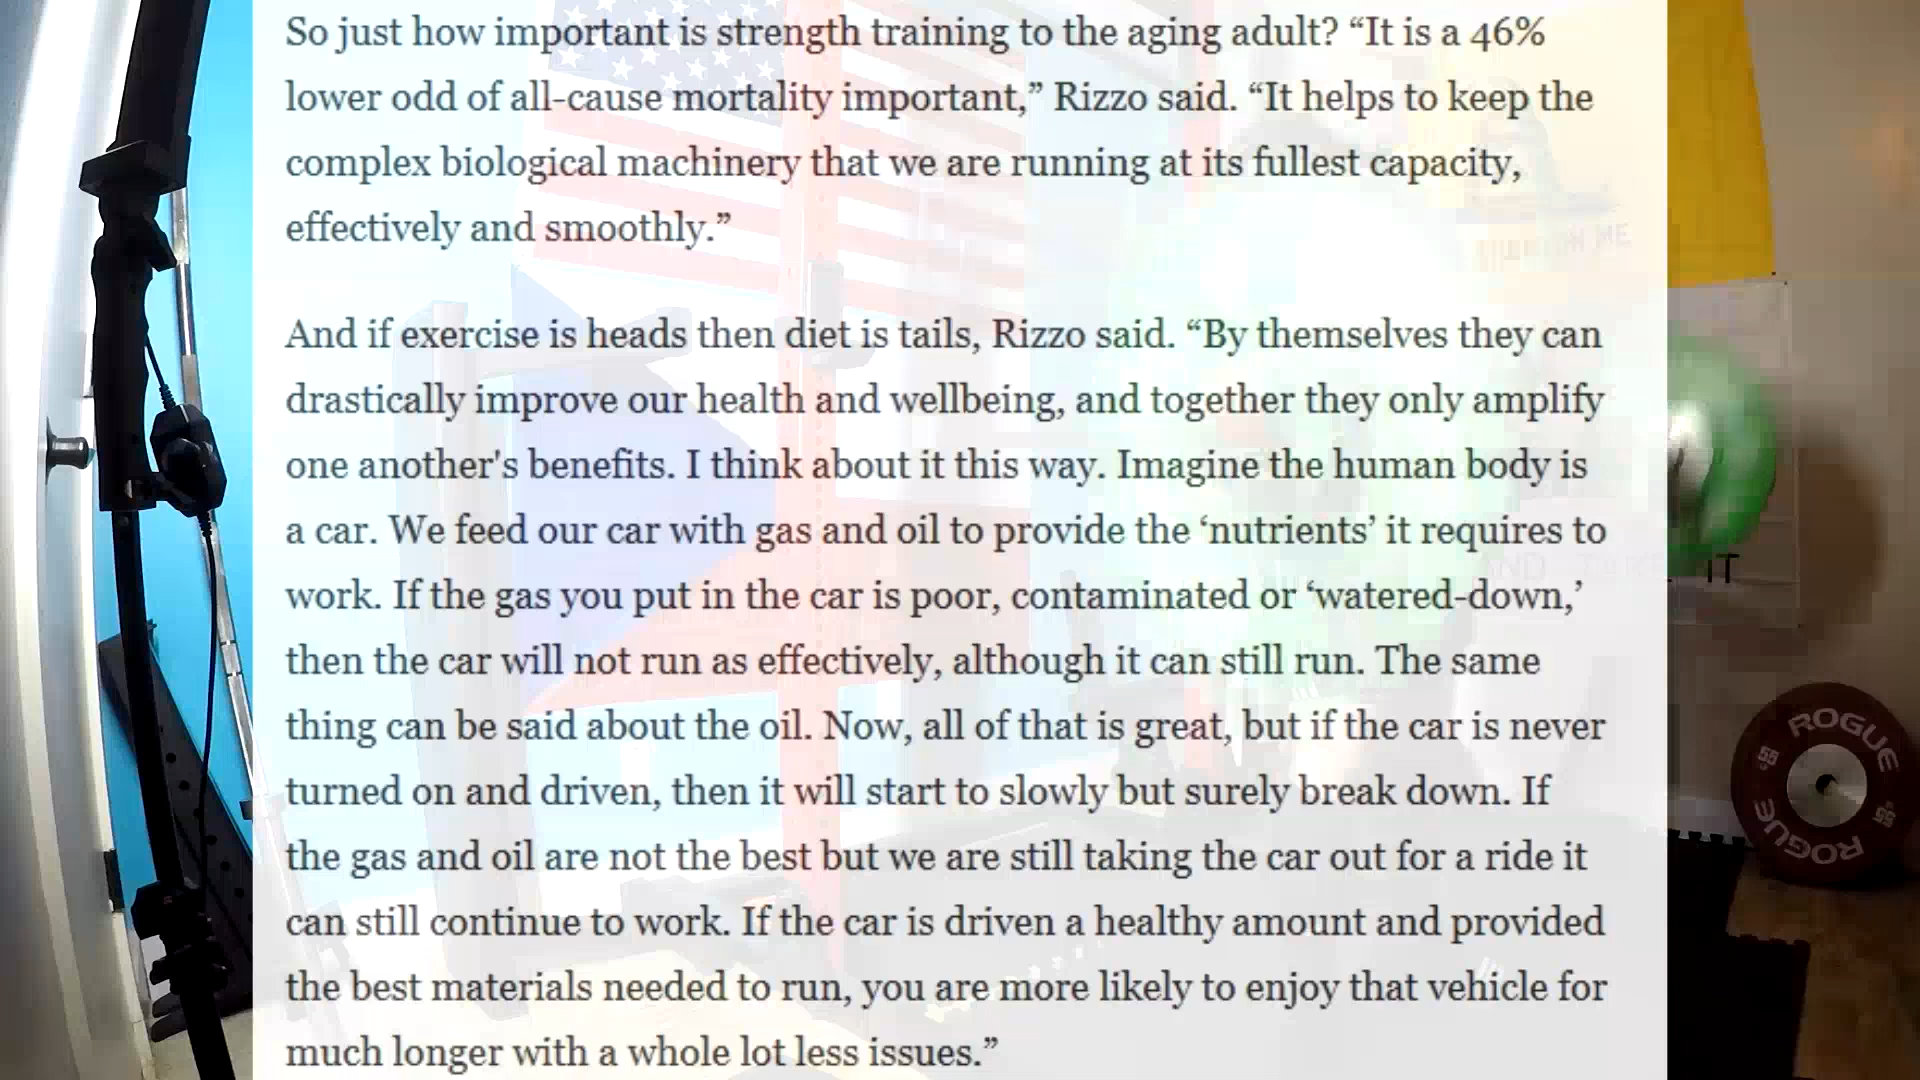 So just how important is strength training to the aging adult? “It is a 46%
lower odd of all-cause mortality important,” Rizzo said. “It helps to keep the
complex biological machinery that we are running at its fullest capacity,
effectively and smoothly.”
And if exercise is heads then diet is tails, Rizzo said. “By themselves they can
drastically improve our health and wellbeing, and together they only amplify
one another's benefits. I think about it this way. Imagine the human body is
a car. We feed our car with gas and oil to provide the ‘nutrients’ it requires to
work. If the gas you put in the car is poor, contaminated or ‘watered-down,’
then the car will not run as effectively, although it can still run. The same
thing can be said about the oil. Now, all of that is great, but if the car is never
turned on and driven, then it will start to slowly but surely break down. If
the gas and oil are not the best but we are still taking the car out for a ride it
can still continue to work. If the car is driven a healthy amount and provided
the best materials needed to run, you are more likely to enjoy that vehicle for
much longer with a whole lot less issues.”
ON ME
AND TAKE IT
ROGUE
55
55
ROGUE